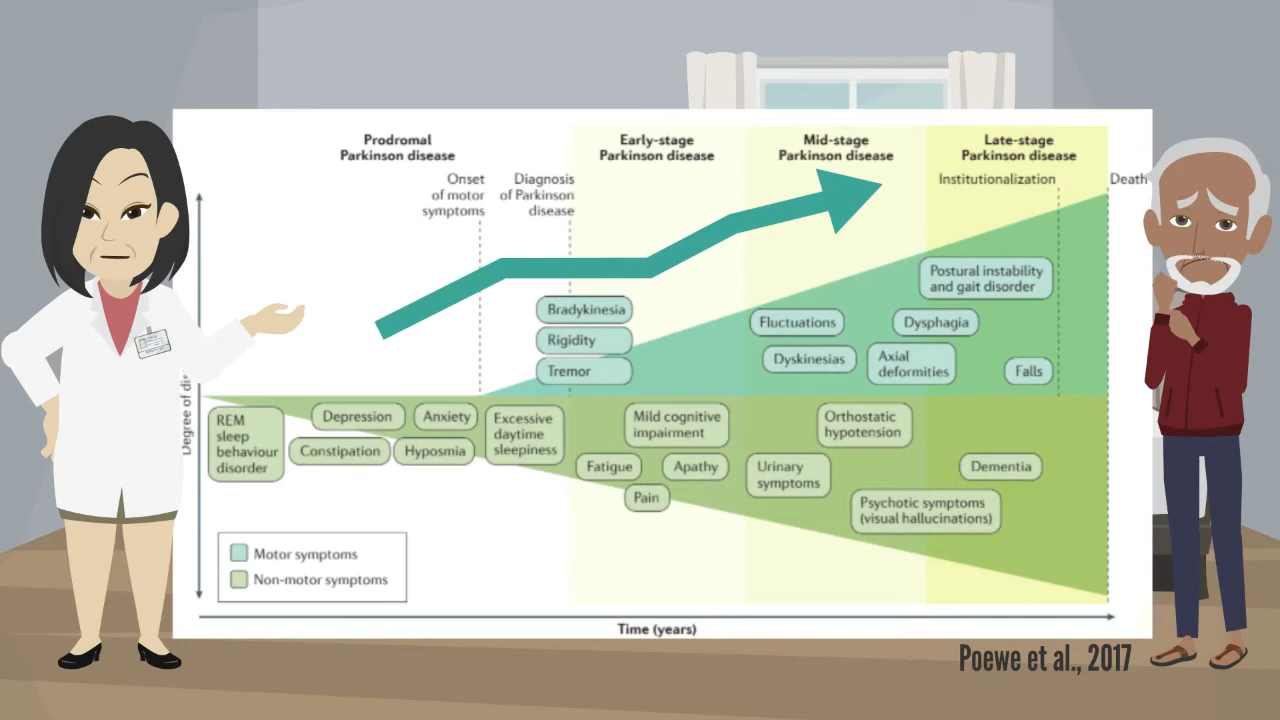 Prodromal
Parkinson disease
Early-stage
Parkinson disease
Mid-stage
Parkinson disease
Late-stage
Parkinson disease
Onset
of motor
symptoms
Diagnosis
of Parkinson
disease
Institutionalization
Death
Degree of di
Postural instability
and gait disorder
Bradykinesia
Rigidity
Tremor
Fluctuations
Dysphagia
Dyskinesias
Axial
deformities
Falls
REM
sleep
behaviour
disorder
Depression
Anxiety
Constipation
Hyposmia
Excessive
daytime
sleepiness
Mild cognitive
impairment
Orthostatic
hypotension
Fatigue
Apathy
Pain
Urinary
symptoms
Dementia
Psychotic symptoms
(visual hallucinations)
Motor symptoms
Non-motor symptoms
Time (years)
Poewe et al., 2017